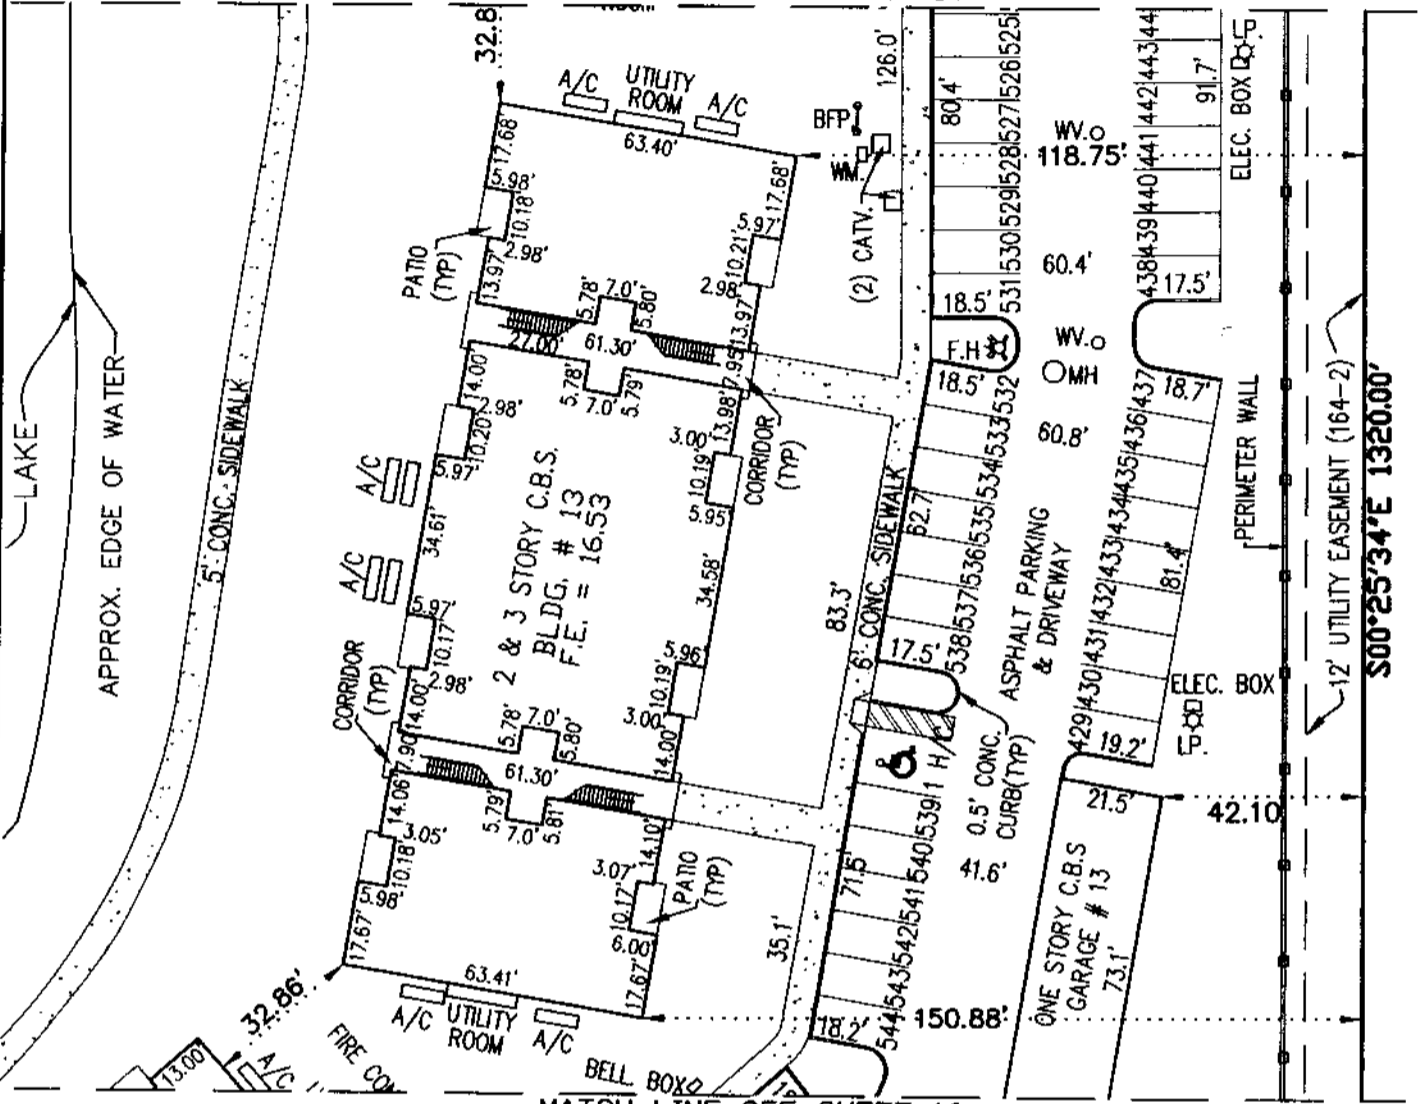 32.8
A/C
UTILITY
ROOM
A/C
63.40'
17.68'
5.98'
10.18'
2.98'
13.97'
PATIO
(TYP)
17.68'
5.97'
10.21'
2.98'
13.97'
5.78'
7.0'
5.80'
27.00'
61.30'
7.95'
5.78'
7.0'
5.79'
14.00'
2.98'
10.20'
5.97'
A/C
34.61'
A/C
5.97'
10.17'
2.98'
14.00'
13.98'
3.00'
10.19'
5.95'
34.58'
5.96'
10.19'
3.00'
14.00'
CORRIDOR
(TYP)
2 & 3 STORY C.B.S.
BLDG. # 13
F.E. = 16.53
CORRIDOR
(TYP)
7.90'
5.78'
7.0'
5.80'
61.30'
5.79'
7.0'
5.81'
14.06'
3.05'
10.18'
5.98'
17.67'
14.10'
3.07'
10.17'
6.00'
17.67'
PATIO
(TYP)
63.41'
A/C
UTILITY
ROOM
A/C
32.86'
13.00'
A/C
BELL BOX
LAKE
APPROX. EDGE OF WATER
5' CONC. SIDEWALK
126.0'
BFP
WM.
(2) CATV.
80.4'
525
526
527
528
529
530
531
18.5'
F.H
18.5'
532
533
534
535
536
537
538
62.7'
83.3'
6' CONC. SIDEWALK
17.5'
1 H/C
539
540
541
542
543
544
71.5'
35.1'
18.2'
WV.
118.75'
60.4'
WV.
MH
60.8'
ASPHALT PARKING
& DRIVEWAY
0.5' CONC.
CURB(TYP)
41.6'
150.88'
44
443
442
441
440
439
438
91.7'
17.5'
18.7'
437
436
435
434
433
432
431
430
429
81.4'
19.2'
21.5'
ONE STORY C.B.S
GARAGE # 13
73.1'
42.10
L.P.
ELEC. BOX
PERIMETER WALL
ELEC. BOX
L.P.
12' UTILITY EASEMENT (164-2)
S00°25'34"E 1320.00'